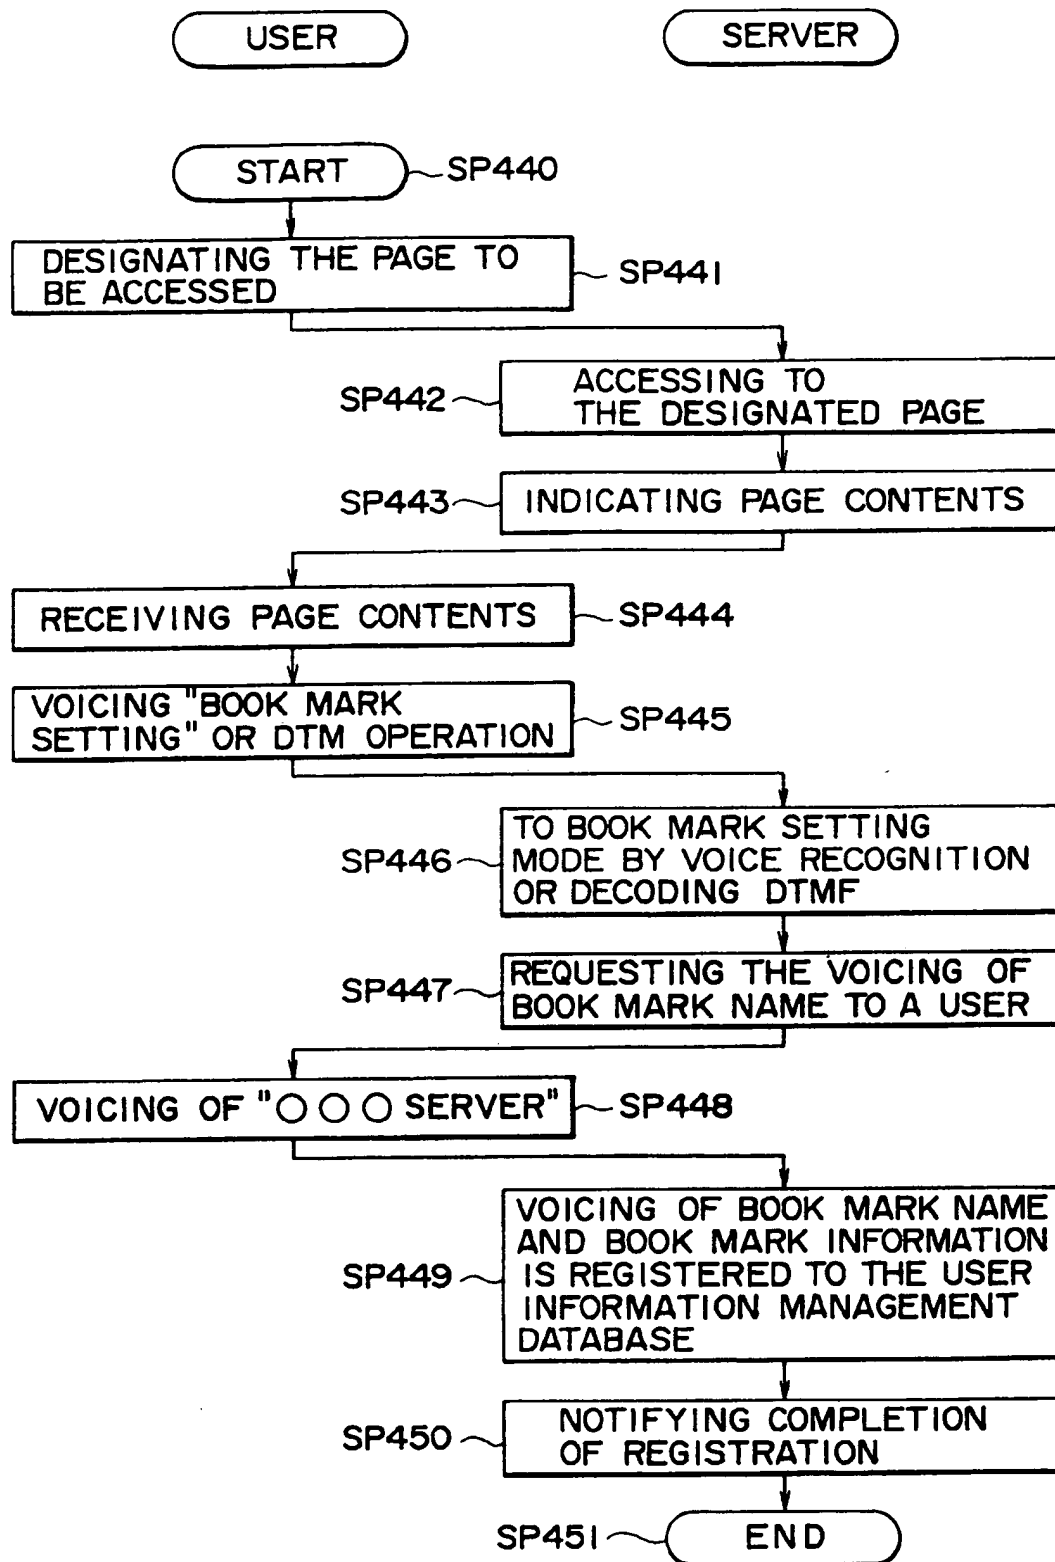 USER
SERVER
START
SP440
DESIGNATING THE PAGE TO
BE ACCESSED
SP441
SP442
ACCESSING TO
THE DESIGNATED PAGE
SP443
INDICATING PAGE CONTENTS
RECEIVING PAGE CONTENTS
SP444
VOICING "BOOK MARK
SETTING" OR DTM OPERATION
SP445
SP446
TO BOOK MARK SETTING
MODE BY VOICE RECOGNITION
OR DECODING DTMF
SP447
REQUESTING THE VOICING OF
BOOK MARK NAME TO A USER
VOICING OF "○○○ SERVER"
SP448
SP449
VOICING OF BOOK MARK NAME
AND BOOK MARK INFORMATION
IS REGISTERED TO THE USER
INFORMATION MANAGEMENT
DATABASE
SP450
NOTIFYING COMPLETION
OF REGISTRATION
SP451
END